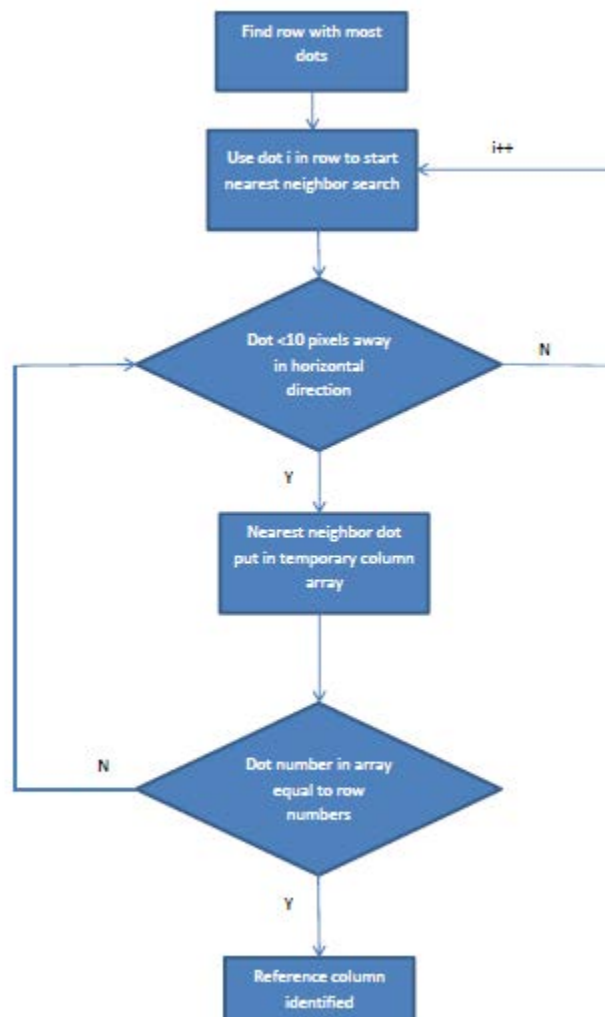 Find row with most
dots
Use dot i in row to start
nearest neighbor search
i++
Dot <10 pixels away
in horizontal
direction
N
Y
Nearest neighbor dot
put in temporary column
array
N
Dot number in array
equal to row
numbers
Y
Reference column
identified